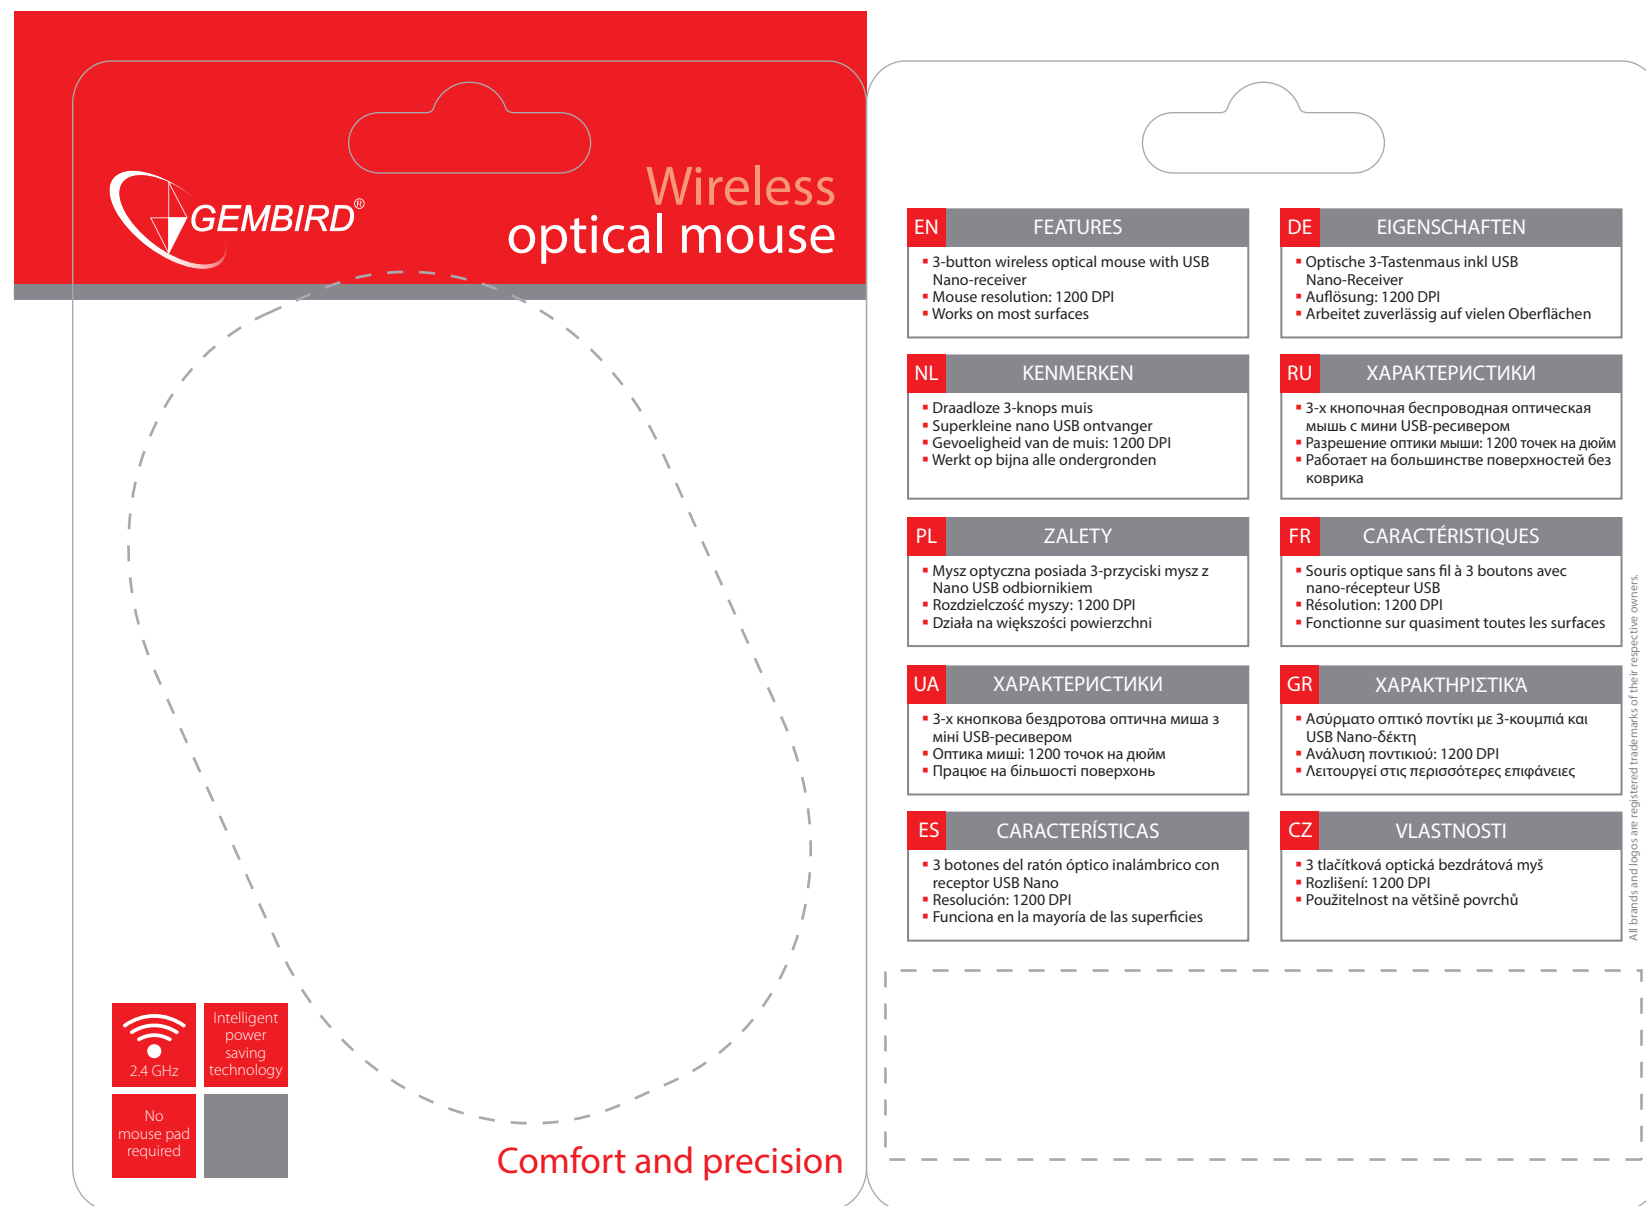 GEMBIRD®
Wireless
optical mouse
2.4 GHz
Intelligent
power
saving
technology
No
mouse pad
required
Comfort and precision
EN FEATURES
▪ 3-button wireless optical mouse with USB
Nano-receiver
▪ Mouse resolution: 1200 DPI
▪ Works on most surfaces
DE EIGENSCHAFTEN
▪ Optische 3-Tastenmaus inkl USB
Nano-Receiver
▪ Auflösung: 1200 DPI
▪ Arbeitet zuverlässig auf vielen Oberflächen
NL KENMERKEN
▪ Draadloze 3-knops muis
▪ Superkleine nano USB ontvanger
▪ Gevoeligheid van de muis: 1200 DPI
▪ Werkt op bijna alle ondergronden
RU ХАРАКТЕРИСТИКИ
▪ 3-х кнопочная беспроводная оптическая
мышь с мини USB-ресивером
▪ Разрешение оптики мыши: 1200 точек на дюйм
▪ Работает на большинстве поверхностей без
коврика
PL ZALETY
▪ Mysz optyczna posiada 3-przyciski mysz z
Nano USB odbiornikiem
▪ Rozdzielczość myszy: 1200 DPI
▪ Działa na większości powierzchni
FR CARACTÉRISTIQUES
▪ Souris optique sans fil à 3 boutons avec
nano-récepteur USB
▪ Résolution: 1200 DPI
▪ Fonctionne sur quasiment toutes les surfaces
UA ХАРАКТЕРИСТИКИ
▪ 3-х кнопкова бездротова оптична миша з
міні USB-ресивером
▪ Оптика миші: 1200 точок на дюйм
▪ Працює на більшості поверхонь
GR ΧΑΡΑΚΤΗΡΙΣΤΙΚΆ
▪ Ασύρματο οπτικό ποντίκι με 3-κουμπιά και
USB Nano-δέκτη
▪ Ανάλυση ποντικιού: 1200 DPI
▪ Λειτουργεί στις περισσότερες επιφάνειες
ES CARACTERÍSTICAS
▪ 3 botones del ratón óptico inalámbrico con
receptor USB Nano
▪ Resolución: 1200 DPI
▪ Funciona en la mayoría de las superficies
CZ VLASTNOSTI
▪ 3 tlačítková optická bezdrátová myš
▪ Rozlišení: 1200 DPI
▪ Použitelnost na většině povrchů
All brands and logos are registered trademarks of their respective owners.